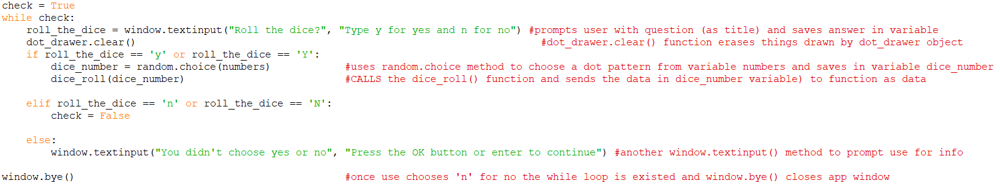 check = True
while check:
    roll_the_dice = window.textinput("Roll the dice?", "Type y for yes and n for no") #prompts user with question (as title) and saves answer in variable
    dot_drawer.clear()                                                                  #dot_drawer.clear() function erases things drawn by dot_drawer object
    if roll_the_dice == 'y' or roll_the_dice == 'Y':
        dice_number = random.choice(numbers)            #uses random.choice method to choose a dot pattern from variable numbers and saves in variable dice_number
        dice_roll(dice_number)                          #CALLS the dice_roll() function and sends the data in dice_number variable) to function as data
    elif roll_the_dice == 'n' or roll_the_dice == 'N':
        check = False
    else:
        window.textinput("You didn't choose yes or no", "Press the OK button or enter to continue") #another window.textinput() method to prompt use for info
window.bye()                                            #once use chooses 'n' for no the while loop is existed and window.bye() closes app window